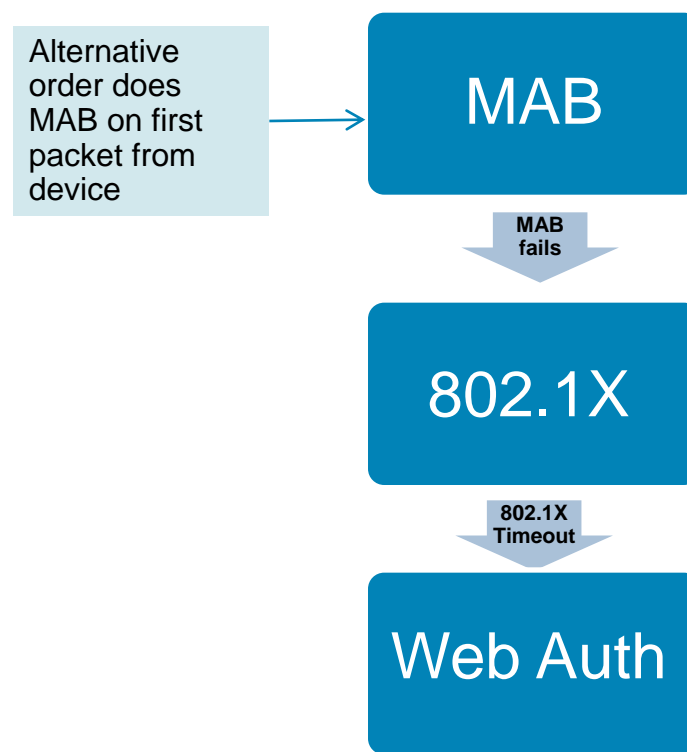 Alternative
order does
MAB on first
packet from
device
MAB
MAB
fails
802.1X
802.1X
Timeout
Web Auth